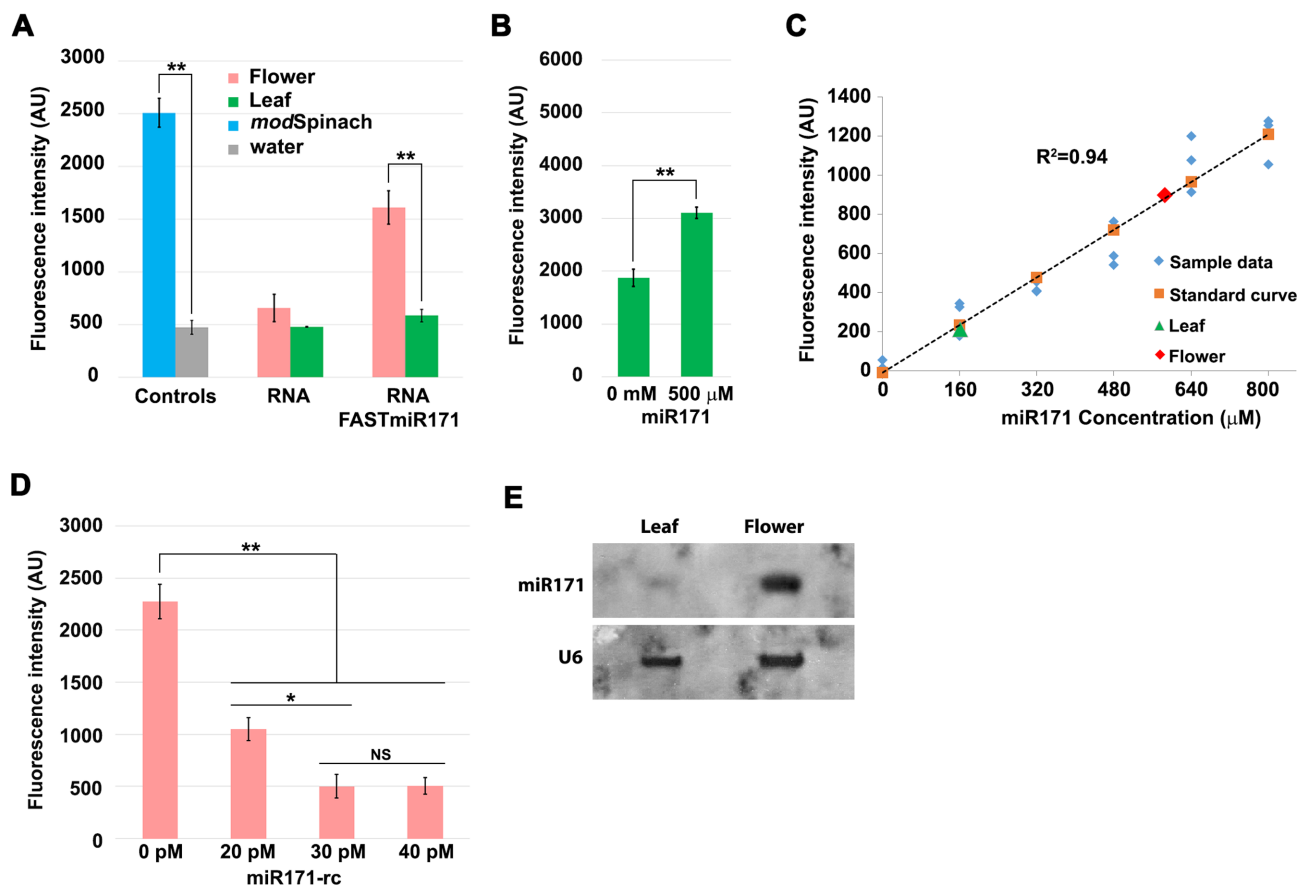 A
Fluorescence intensity (AU)
3000
2500
2000
1500
1000
500
0
**
**
Flower
Leaf
modSpinach
water
Controls
RNA
RNA
FASTmiR171
B
Fluorescence intensity (AU)
6000
5000
4000
3000
2000
1000
0
**
0 mM
500 μM
miR171
C
Fluorescence intensity (AU)
1400
1200
1000
800
600
400
200
0
R²=0.94
Sample data
Standard curve
Leaf
Flower
0
160
320
480
640
800
miR171 Concentration (μM)
D
Fluorescence intensity (AU)
3000
2500
2000
1500
1000
500
0
**
*
NS
0 pM
20 pM
30 pM
40 pM
miR171-rc
E
Leaf
Flower
miR171
U6